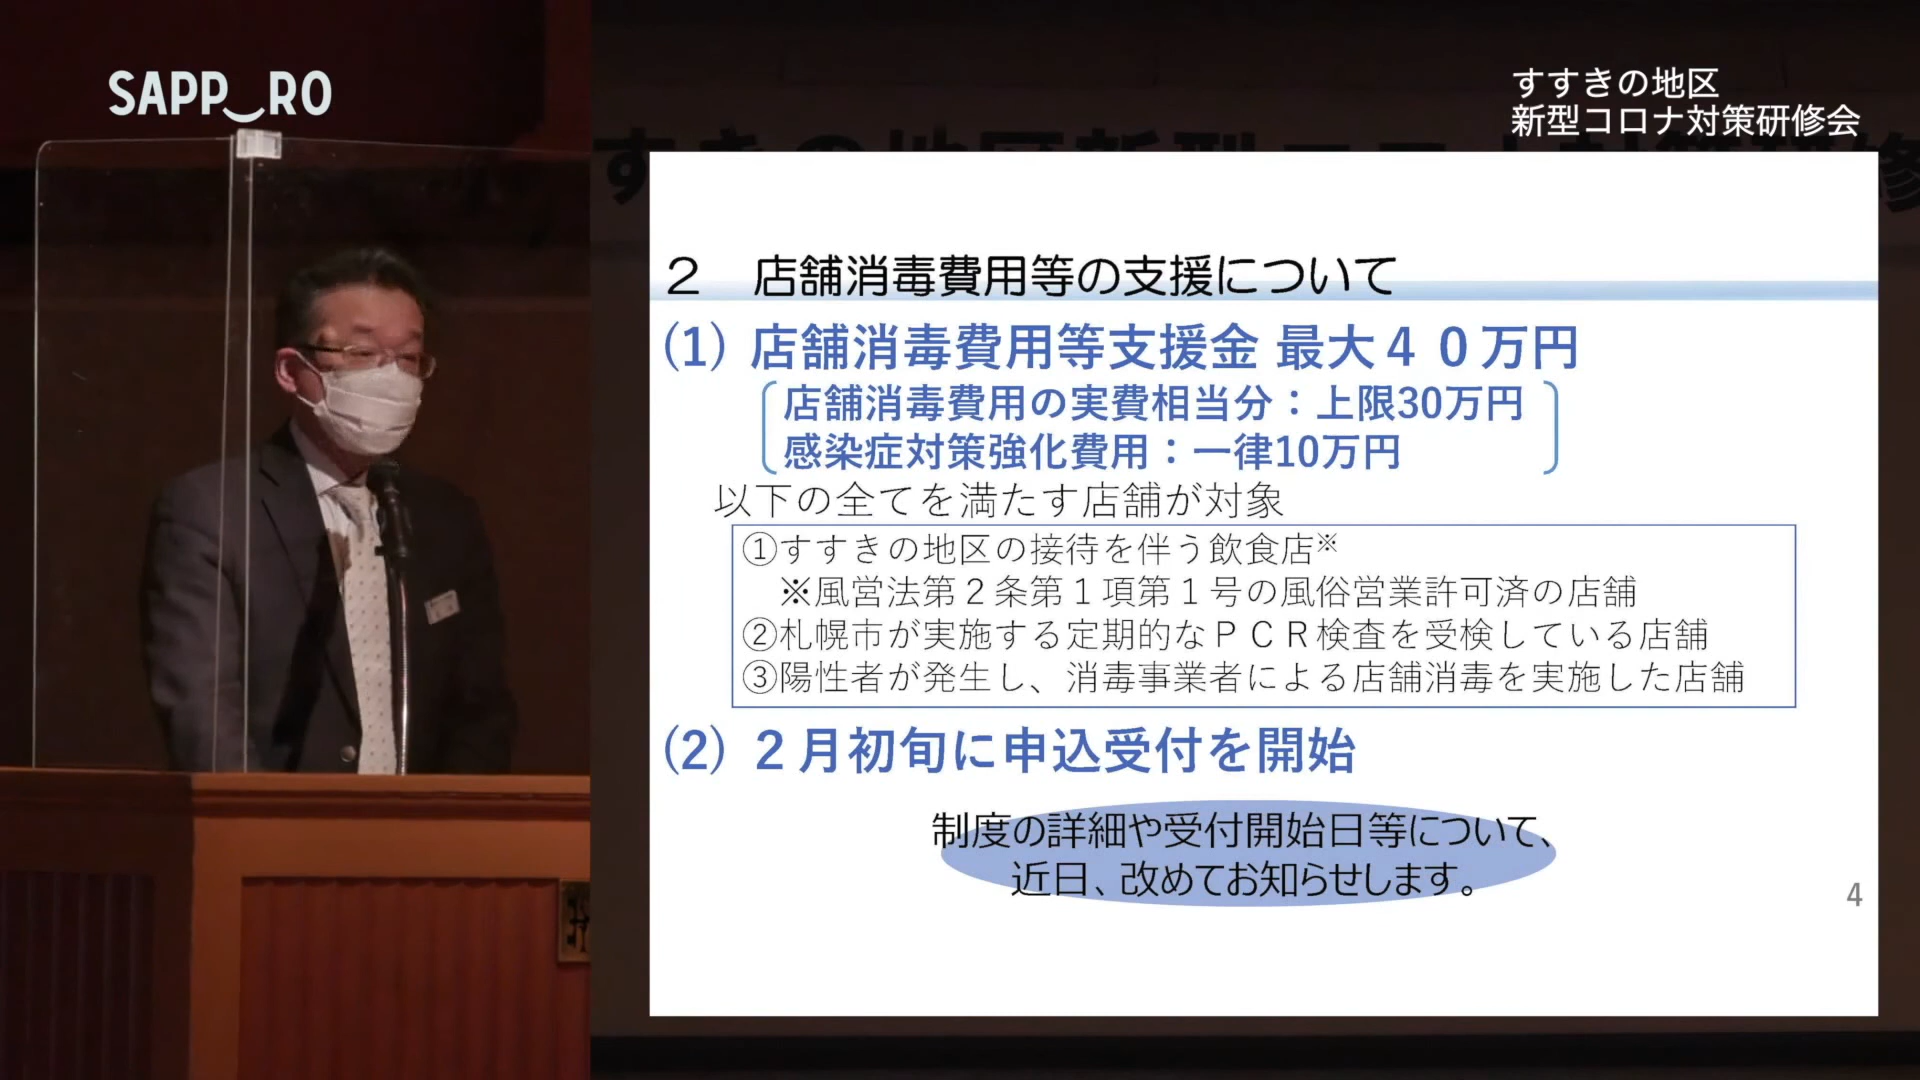 SAPP_RO
すすきの地区
新型コロナ対策研修会
２　店舗消毒費用等の支援について
(1) 店舗消毒費用等支援金 最大４０万円
店舗消毒費用の実費相当分：上限30万円
感染症対策強化費用：一律10万円
以下の全てを満たす店舗が対象
①すすきの地区の接待を伴う飲食店※
※風営法第２条第１項第１号の風俗営業許可済の店舗
②札幌市が実施する定期的なＰＣＲ検査を受検している店舗
③陽性者が発生し、消毒事業者による店舗消毒を実施した店舗
(2) ２月初旬に申込受付を開始
制度の詳細や受付開始日等について、
近日、改めてお知らせします。
4